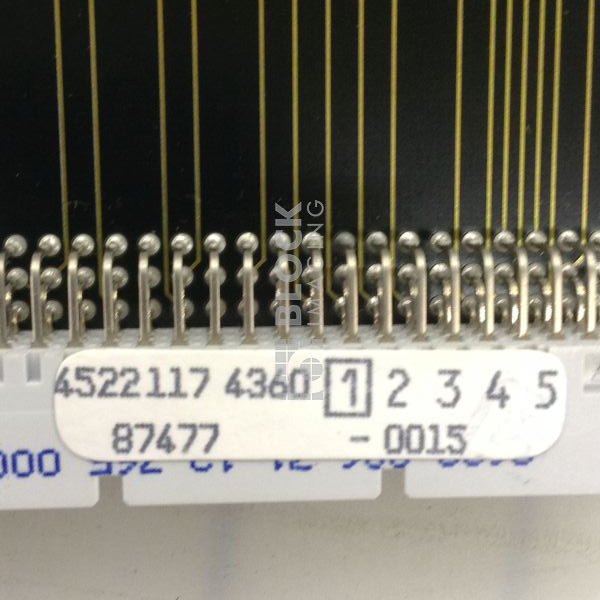 BLOCK
IMAGING
4522 117 4360 1 2 3 4 5
87477 - 0015